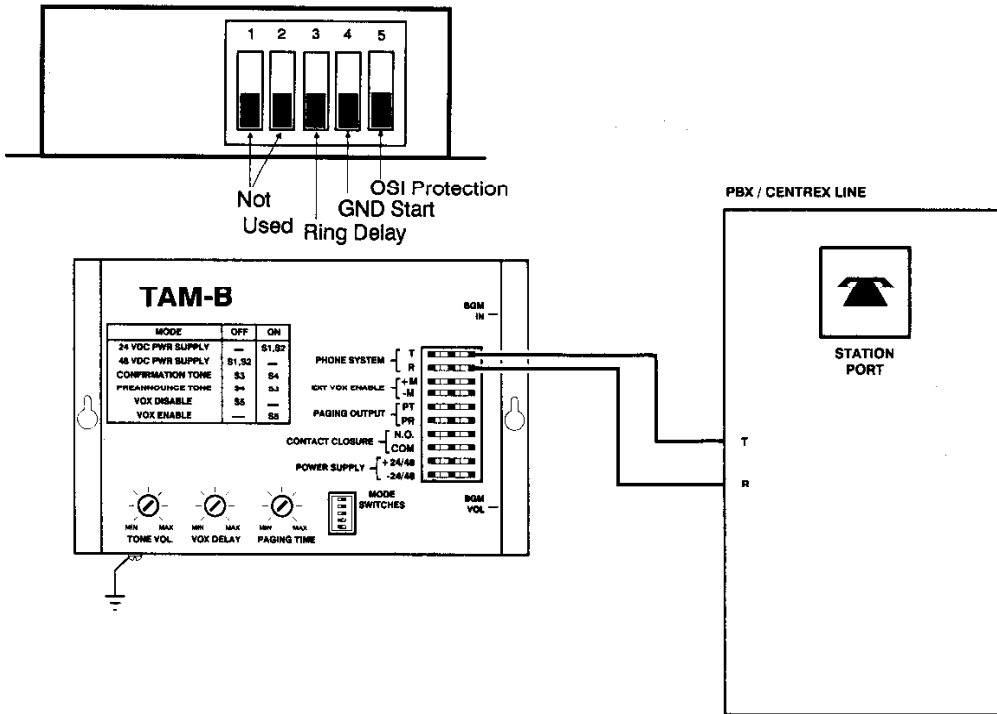 1 2 3 4 5
Not
Used
Ring Delay
GND Start
OSI Protection
PBX / CENTREX LINE
STATION
PORT
T
R
TAM-B
MODE OFF ON
24 VDC PWR SUPPLY — S1,S2
48 VDC PWR SUPPLY S1,S2 —
CONFIRMATION TONE S3 S4
PREANNOUNCE TONE S4 S3
VOX DISABLE S5 —
VOX ENABLE — S5
BGM
IN
PHONE SYSTEM
T
R
EXT VOX ENABLE
+M
-M
PAGING OUTPUT
PT
PR
CONTACT CLOSURE
N.O.
COM
POWER SUPPLY
+24/48
-24/48
BGM
VOL
MODE
SWITCHES
MIN MAX
TONE VOL
MIN MAX
VOX DELAY
MIN MAX
PAGING TIME